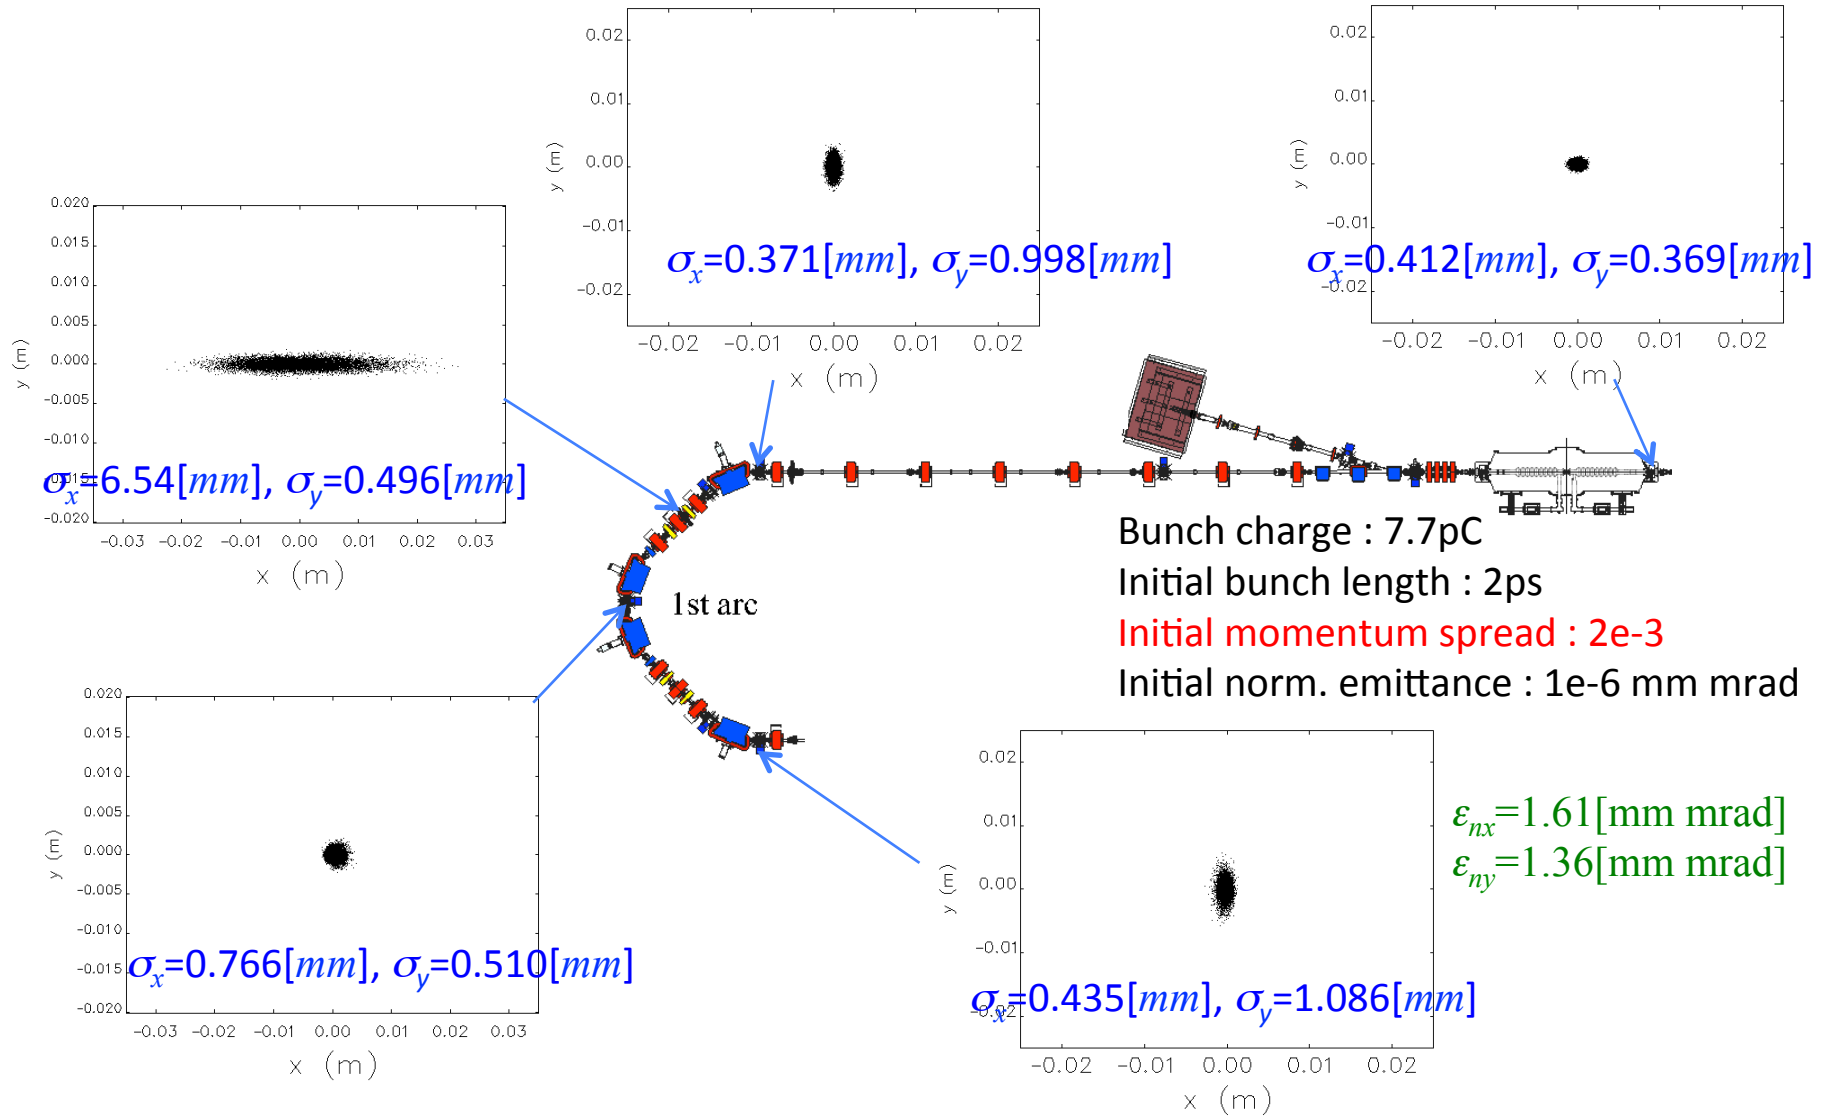 0.02
0.01
0.00
-0.01
-0.02
y (m)
-0.02 -0.01 0.00 0.01 0.02
x (m)
σx=0.371[mm], σy=0.998[mm]
0.02
0.01
0.00
-0.01
-0.02
y (m)
-0.02 -0.01 0.00 0.01 0.02
x (m)
σx=0.412[mm], σy=0.369[mm]
0.020
0.015
0.010
0.005
0.000
-0.005
-0.010
-0.015
-0.020
y (m)
-0.03 -0.02 -0.01 0.00 0.01 0.02 0.03
x (m)
σx=6.54[mm], σy=0.496[mm]
1st arc
Bunch charge : 7.7pC
Initial bunch length : 2ps
Initial momentum spread : 2e-3
Initial norm. emittance : 1e-6 mm mrad
0.020
0.015
0.010
0.005
0.000
-0.005
-0.010
-0.015
-0.020
y (m)
-0.03 -0.02 -0.01 0.00 0.01 0.02 0.03
x (m)
σx=0.766[mm], σy=0.510[mm]
0.02
0.01
0.00
-0.01
-0.02
y (m)
-0.02 -0.01 0.00 0.01 0.02
x (m)
σx=0.435[mm], σy=1.086[mm]
εnx=1.61[mm mrad]
εny=1.36[mm mrad]